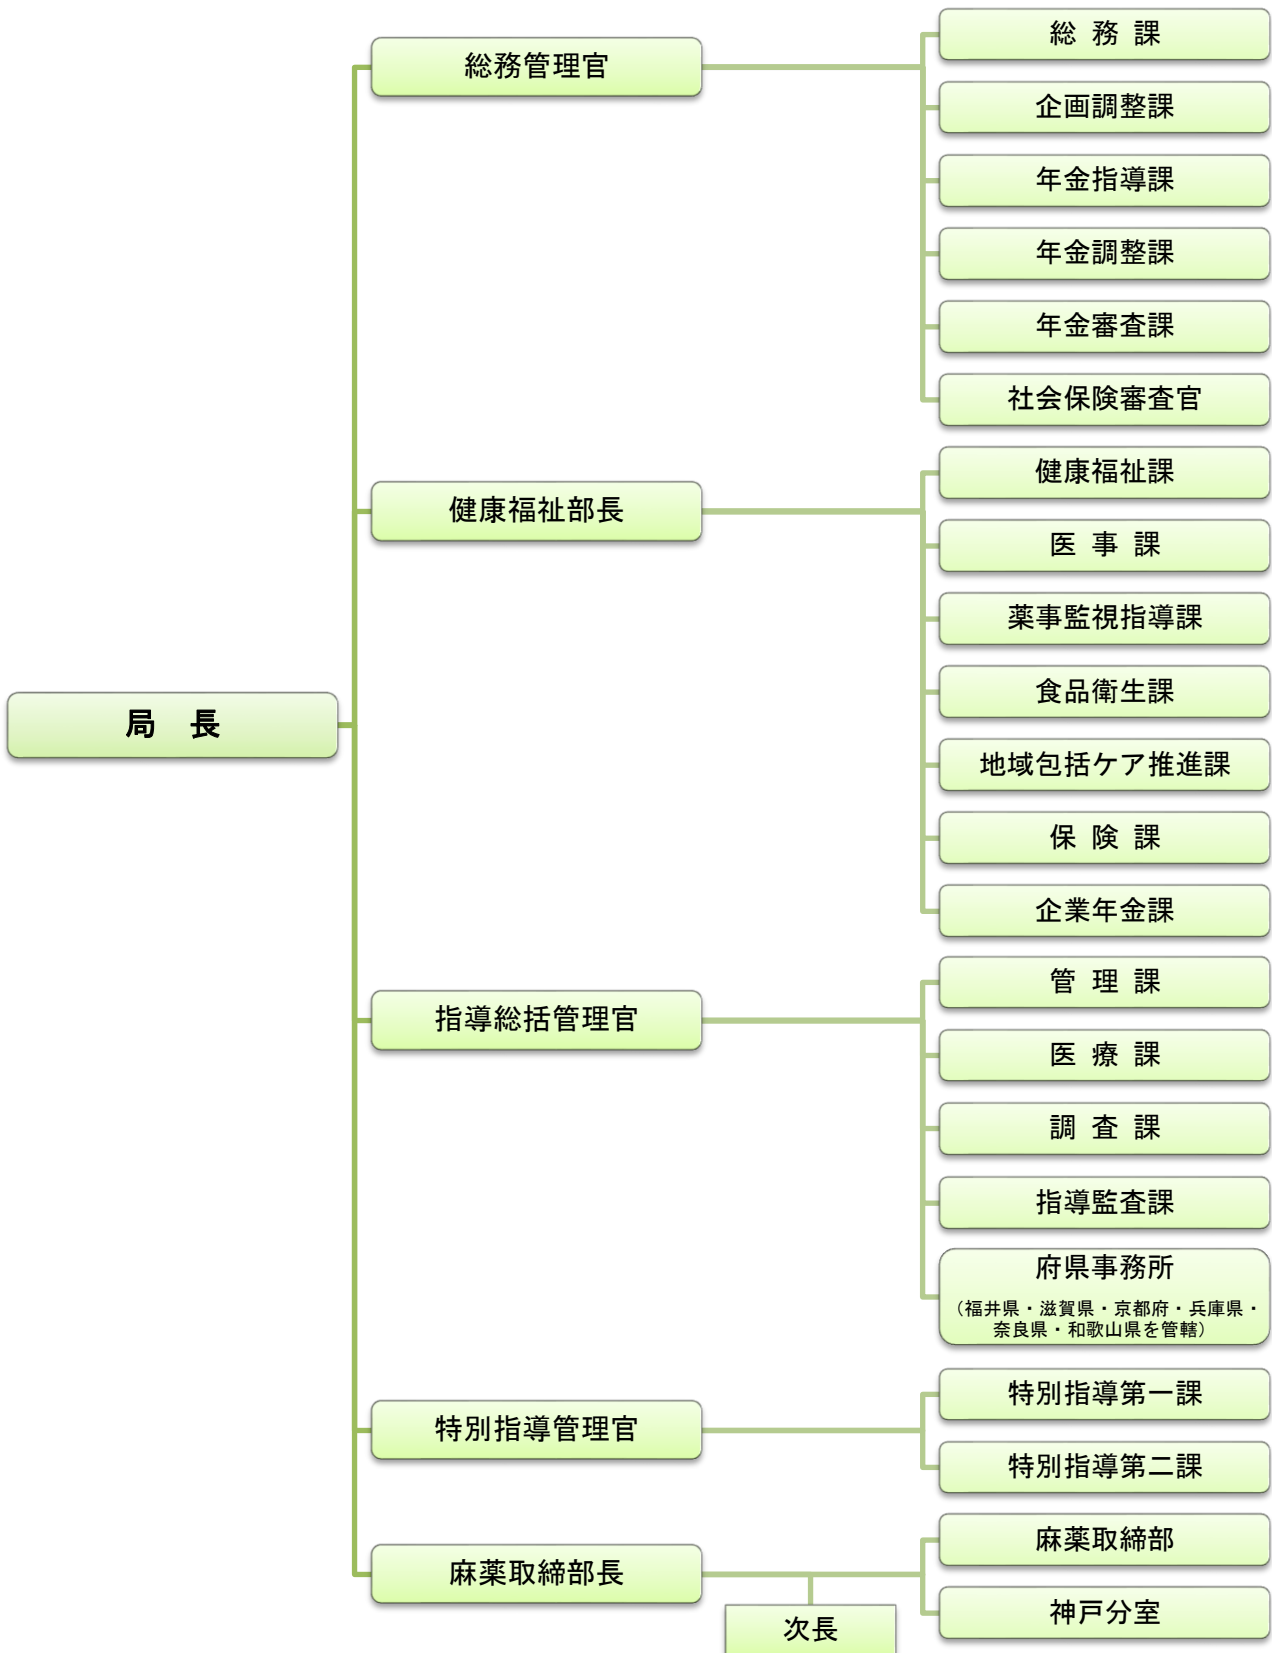 局　長
総務管理官
総 務 課
企画調整課
年金指導課
年金調整課
年金審査課
社会保険審査官
健康福祉部長
健康福祉課
医 事 課
薬事監視指導課
食品衛生課
地域包括ケア推進課
保 険 課
企業年金課
指導総括管理官
管 理 課
医 療 課
調 査 課
指導監査課
府県事務所
（福井県・滋賀県・京都府・兵庫県・
奈良県・和歌山県を管轄）
特別指導管理官
特別指導第一課
特別指導第二課
麻薬取締部長
次長
麻薬取締部
神戸分室